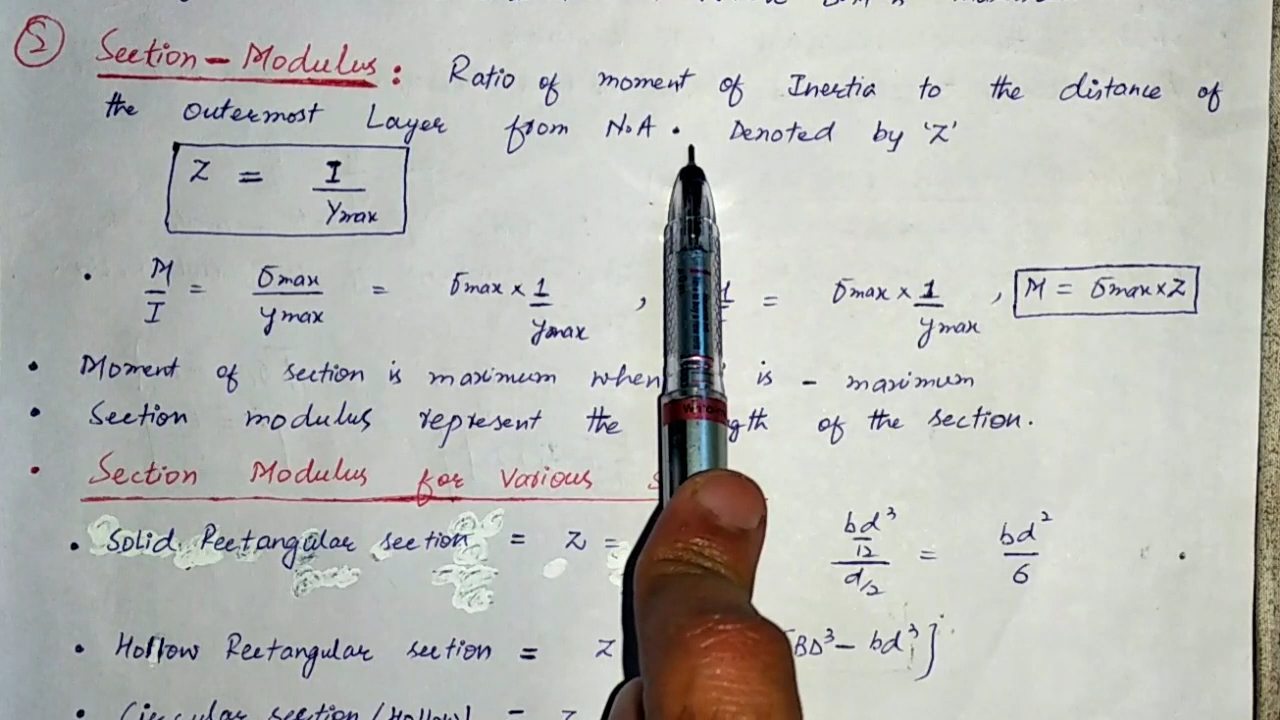 5 Section - Modulus : Ratio of moment of Inertia to the distance of
the outermost Layer from N.A. Denoted by 'Z'
Z = I / Ymax
• M/I = σmax/ymax = σmax × 1/ymax , = σmax × 1/ymax , M = σmax × Z
• Moment of section is maximum when is - maximum
• Section modulus represent the of the section.
• Section Modulus for Various
• Solid Rectangular section = Z = bd³/12 / d/2 = bd²/6
• Hollow Rectangular section = Z BD³ - bd³]
• Circular section (Hollow) = Z